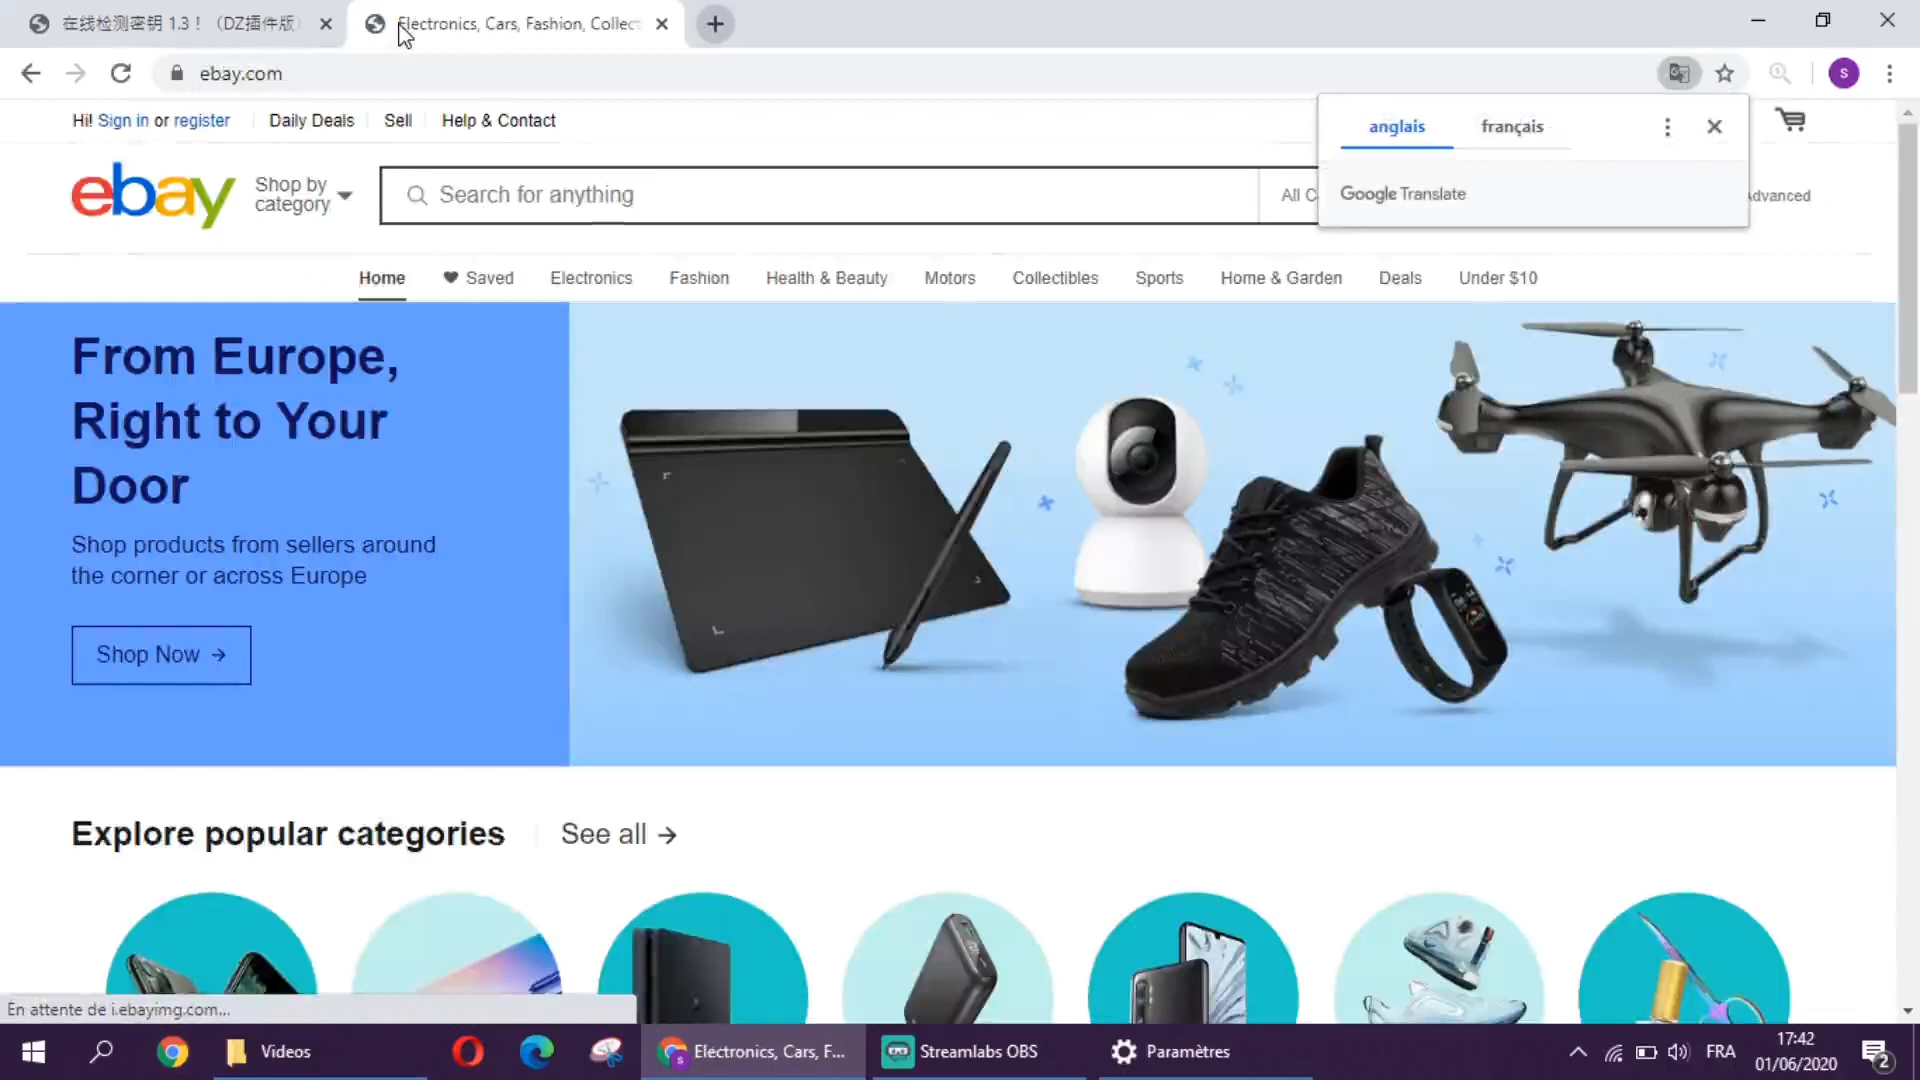 在线检测密钥 1.3！（DZ插件版
Electronics, Cars, Fashion, Collec
ebay.com
s
Hi! Sign in or register
Daily Deals
Sell
Help & Contact
anglais
français
Google Translate
ebay
Shop by
category
Search for anything
All C
Advanced
Home
Saved
Electronics
Fashion
Health & Beauty
Motors
Collectibles
Sports
Home & Garden
Deals
Under $10
From Europe,
Right to Your
Door
Shop products from sellers around
the corner or across Europe
Shop Now →
Explore popular categories
See all →
En attente de i.ebayimg.com...
Videos
s
Electronics, Cars, F...
Streamlabs OBS
Paramètres
FRA
17:42
01/06/2020
2